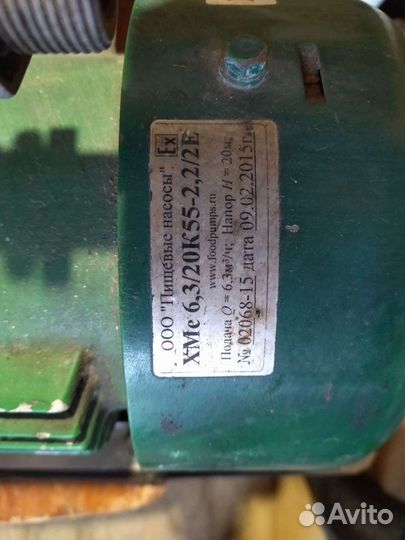 ООО "Пищевые насосы" Ex
ХМс 6,3/20К55-2,2/2Е
www.foodpumps.ru
Подача Q = 6,3м³/ч; Напор H = 20м;
№ 02068-15 дата 09.02.2015г.
Avito